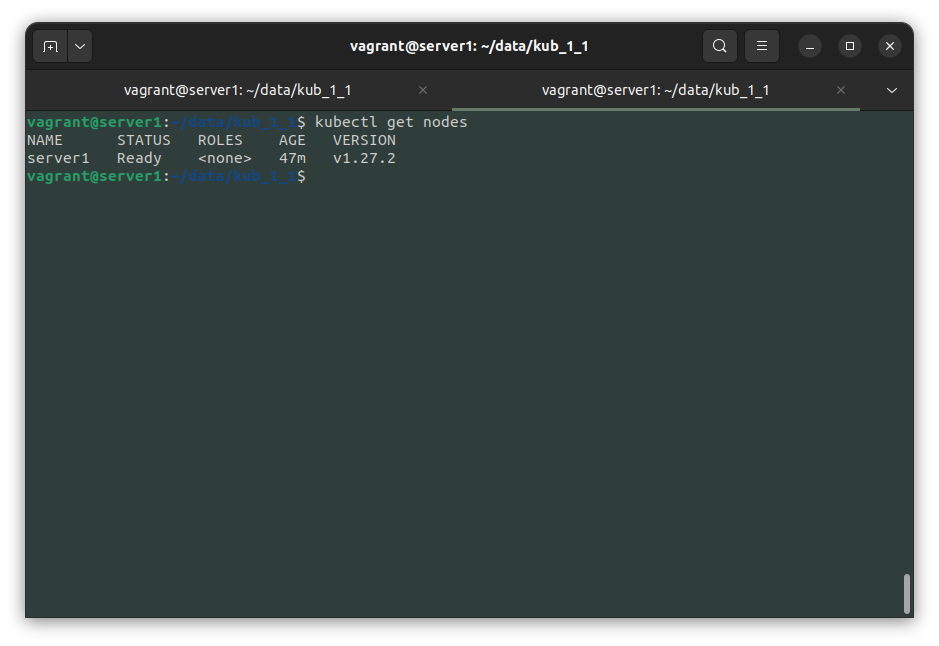 vagrant@server1: ~/data/kub_1_1
vagrant@server1: ~/data/kub_1_1
vagrant@server1: ~/data/kub_1_1
vagrant@server1:~/data/kub_1_1$ kubectl get nodes
NAME      STATUS   ROLES    AGE   VERSION
server1   Ready    <none>   47m   v1.27.2
vagrant@server1:~/data/kub_1_1$